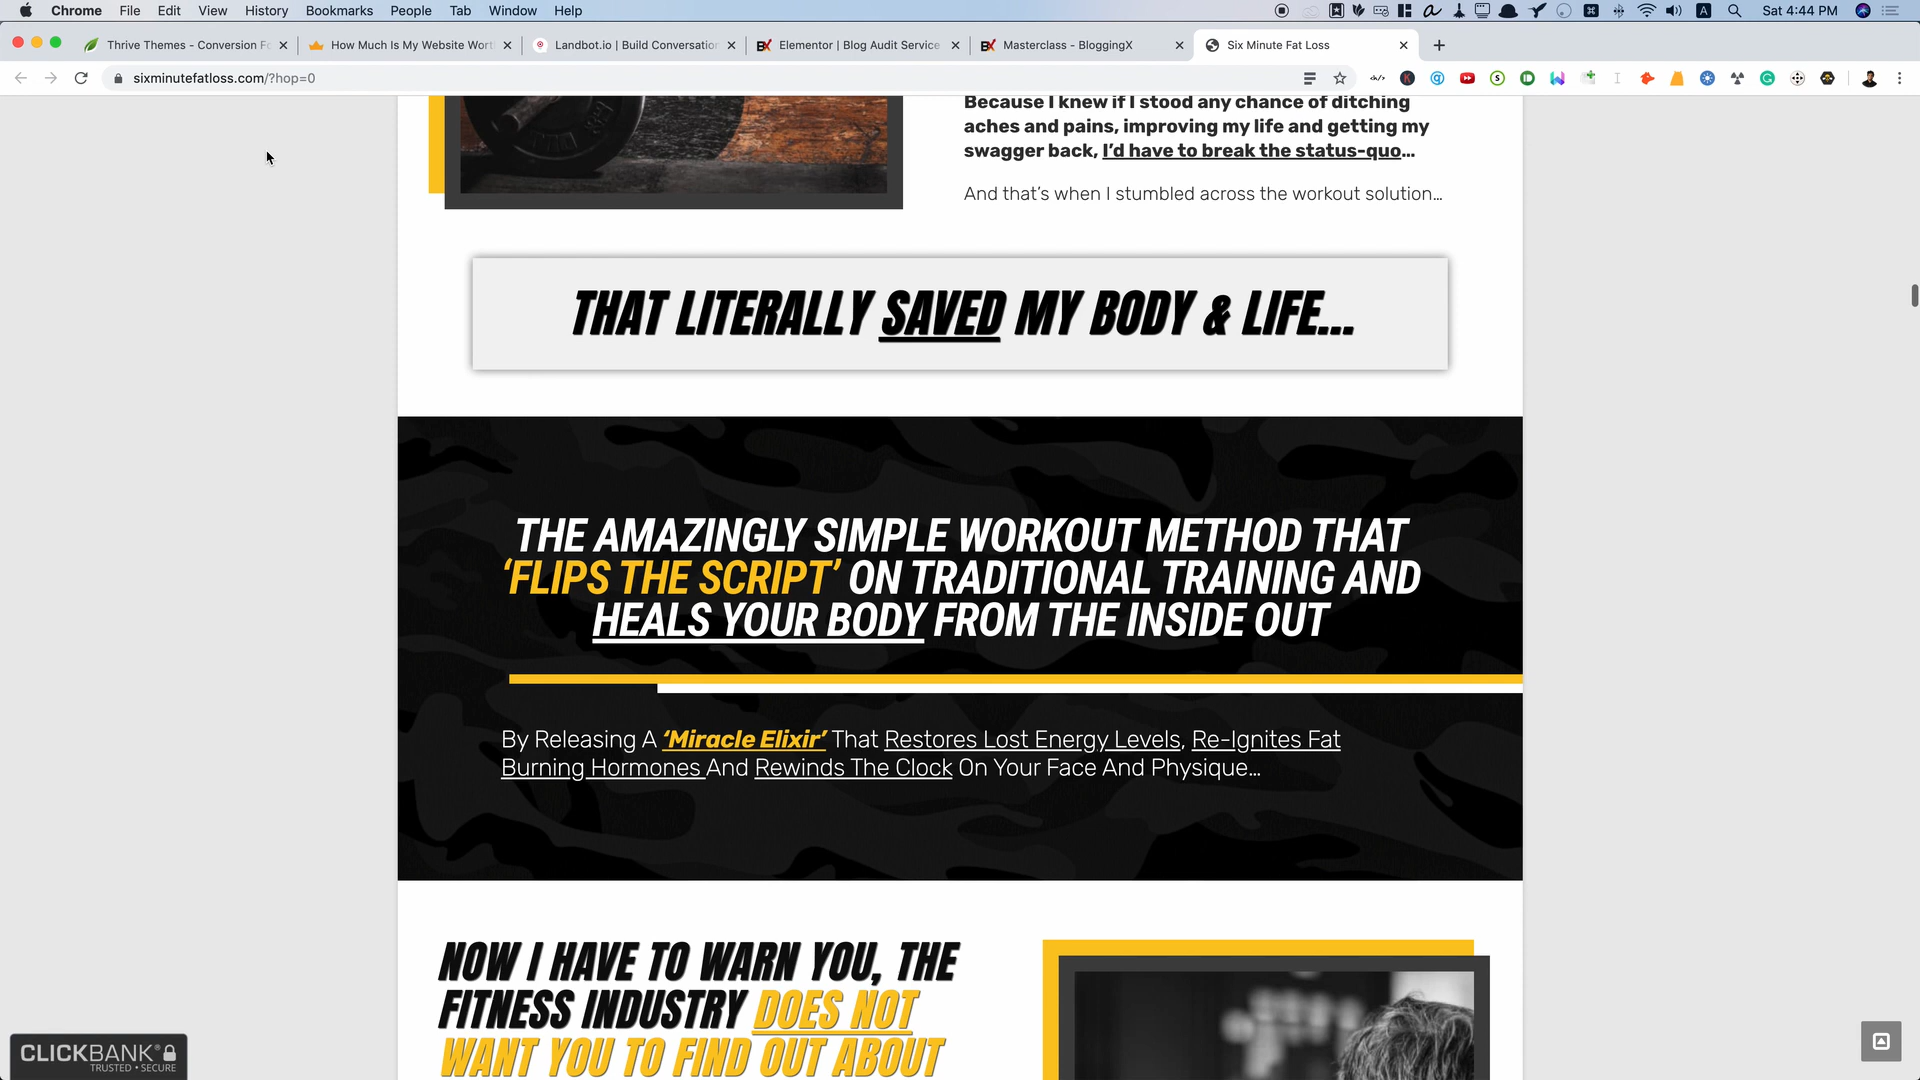 Chrome File Edit View History Bookmarks People Tab Window Help
Sat 4:44 PM
Thrive Themes - Conversion Fo
How Much Is My Website Wort
Landbot.io | Build Conversation
Elementor | Blog Audit Service
Masterclass - BloggingX
Six Minute Fat Loss
sixminutefatloss.com/?hop=0
Because I knew if I stood any chance of ditching
aches and pains, improving my life and getting my
swagger back, I'd have to break the status-quo...
And that's when I stumbled across the workout solution...
THAT LITERALLY SAVED MY BODY & LIFE...
THE AMAZINGLY SIMPLE WORKOUT METHOD THAT
'FLIPS THE SCRIPT' ON TRADITIONAL TRAINING AND
HEALS YOUR BODY FROM THE INSIDE OUT
By Releasing A 'Miracle Elixir' That Restores Lost Energy Levels, Re-Ignites Fat
Burning Hormones And Rewinds The Clock On Your Face And Physique...
NOW I HAVE TO WARN YOU, THE
FITNESS INDUSTRY DOES NOT
WANT YOU TO FIND OUT ABOUT
CLICKBANK®
TRUSTED • SECURE